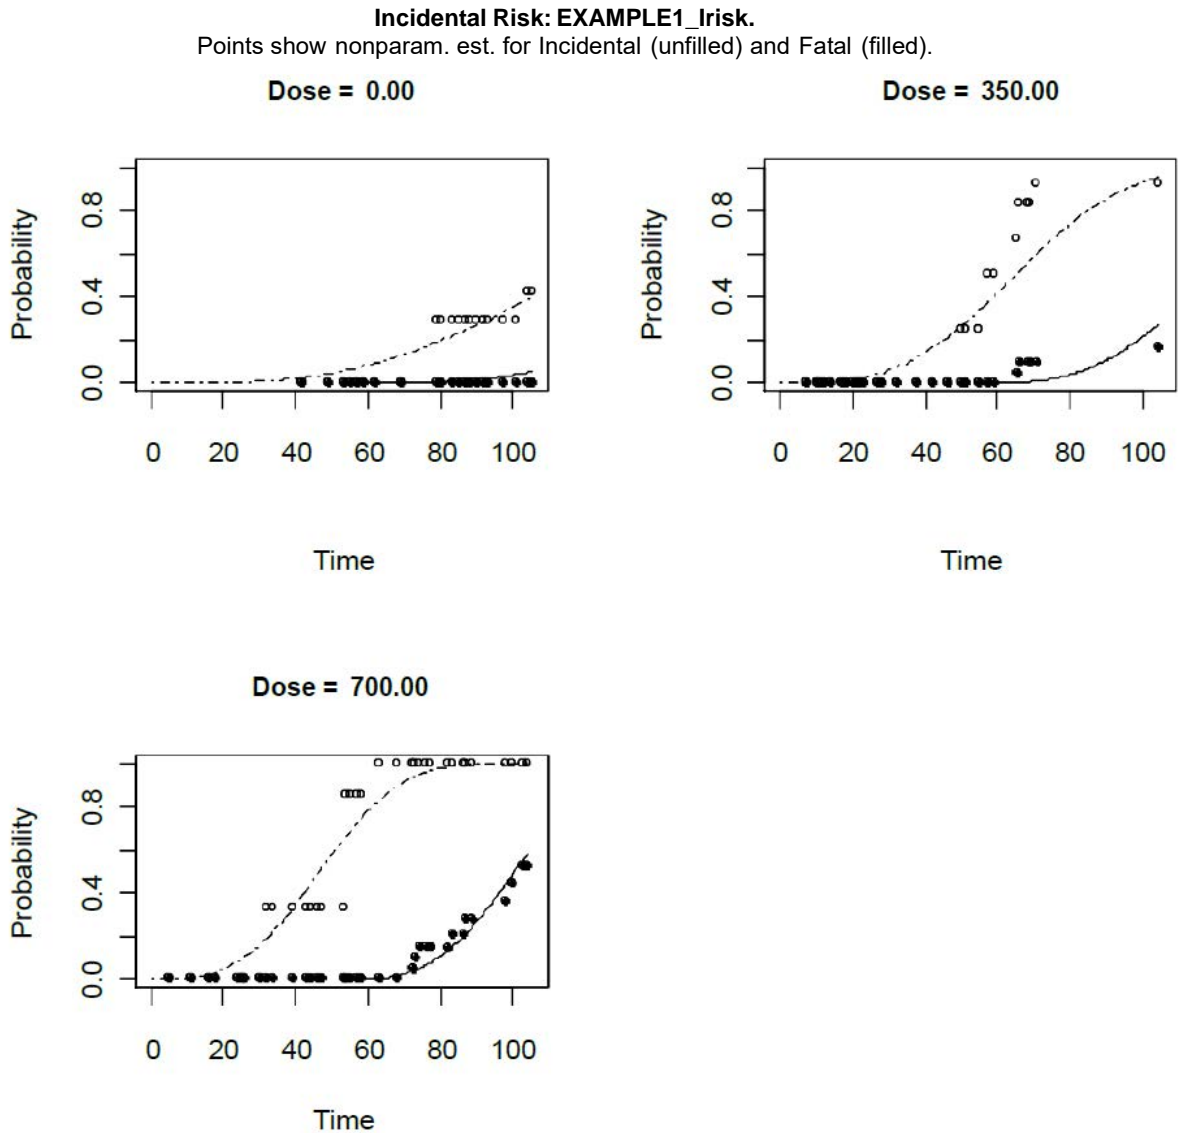 Incidental Risk: EXAMPLE1_Irisk.
Points show nonparam. est. for Incidental (unfilled) and Fatal (filled).
Dose = 0.00
Probability
0.8
0.4
0.0
0 20 40 60 80 100
Time
Dose = 350.00
Probability
0.8
0.4
0.0
0 20 40 60 80 100
Time
Dose = 700.00
Probability
0.8
0.4
0.0
0 20 40 60 80 100
Time